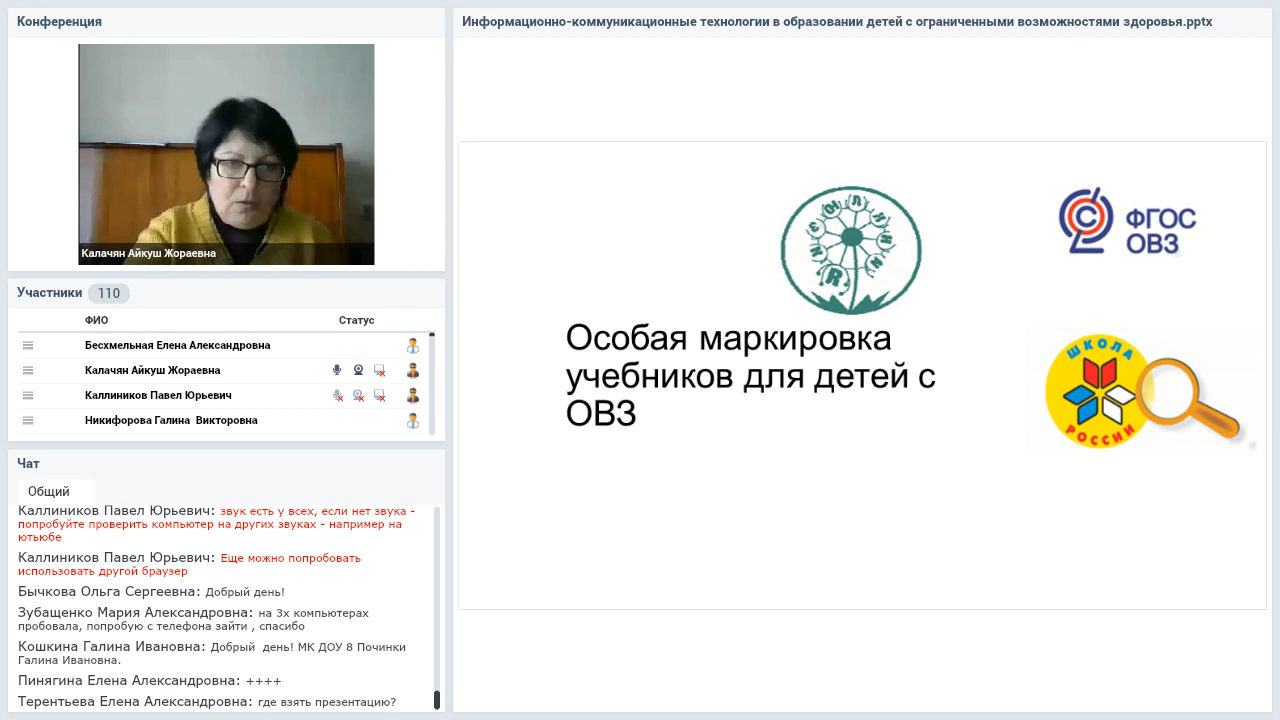 Конференция
Калачян Айкуш Жораевна
Участники 110
ФИО Статус
Бесхмельная Елена Александровна
Калачян Айкуш Жораевна
Каллиников Павел Юрьевич
Никифорова Галина Викторовна
Чат
Общий
Каллиников Павел Юрьевич: звук есть у всех, если нет звука -
попробуйте проверить компьютер на других звуках - например на
ютьюбе
Каллиников Павел Юрьевич: Еще можно попробовать
использовать другой браузер
Бычкова Ольга Сергеевна: Добрый день!
Зубащенко Мария Александровна: на 3х компьютерах
пробовала, попробую с телефона зайти , спасибо
Кошкина Галина Ивановна: Добрый день! МК ДОУ 8 Починки
Галина Ивановна.
Пинягина Елена Александровна: ++++
Терентьева Елена Александровна: где взять презентацию?
Информационно-коммуникационные технологии в образовании детей с ограниченными возможностями здоровья.pptx
ФГОС
ОВЗ
Особая маркировка
учебников для детей с
ОВЗ
ШКОЛА
РОССИИ